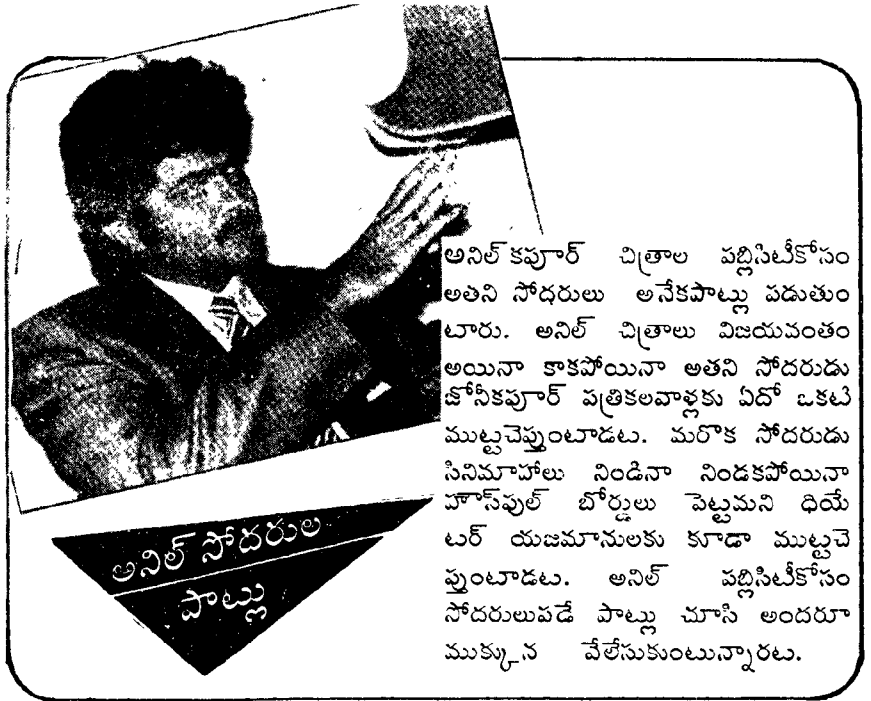 అనిల్ కపూర్ చిత్రాల పబ్లిసిటీకోసం
అతని సోదరులు అనేకపాట్లు పడుతుం
టారు. అనిల్ చిత్రాలు విజయవంతం
అయినా కాకపోయినా అతని సోదరుడు
జోనీకపూర్ పత్రికలవాళ్లకు ఏదో ఒకటి
ముట్టచెప్తుంటాడట. మరొక సోదరుడు
సినిమాహాలు నిండినా నిండకపోయినా
హౌస్‌ఫుల్ బోర్డులు పెట్టమని ధియే
టర్ యజమానులకు కూడా ముట్టచె
ప్తుంటాడట. అనిల్ పబ్లిసిటీకోసం
సోదరులుపడే పాట్లు చూసి అందరూ
ముక్కున వేలేసుకుంటున్నారట.
అనిల్ సోదరుల
పాట్లు